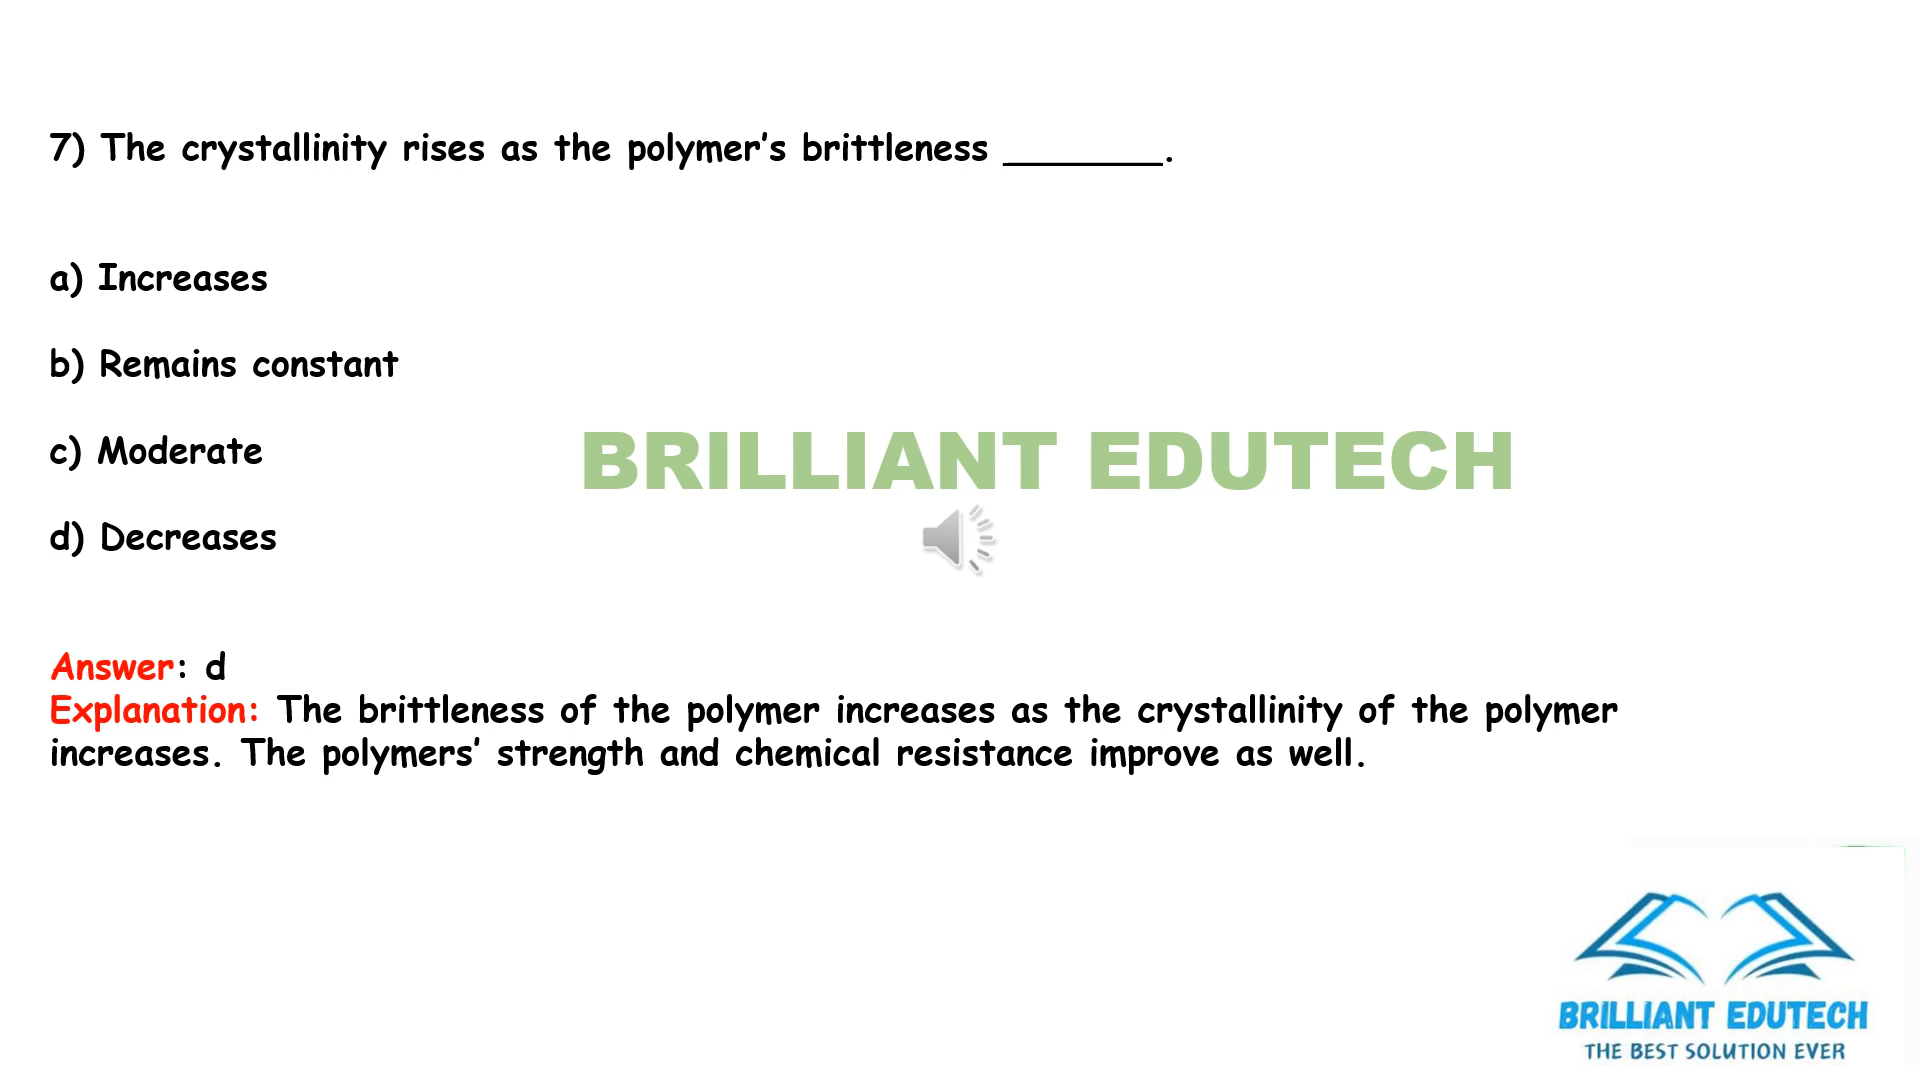 7) The crystallinity rises as the polymer’s brittleness ________.
a) Increases
b) Remains constant
c) Moderate
BRILLIANT EDUTECH
d) Decreases
Answer: d
Explanation: The brittleness of the polymer increases as the crystallinity of the polymer
increases. The polymers’ strength and chemical resistance improve as well.
BRILLIANT EDUTECH
THE BEST SOLUTION EVER